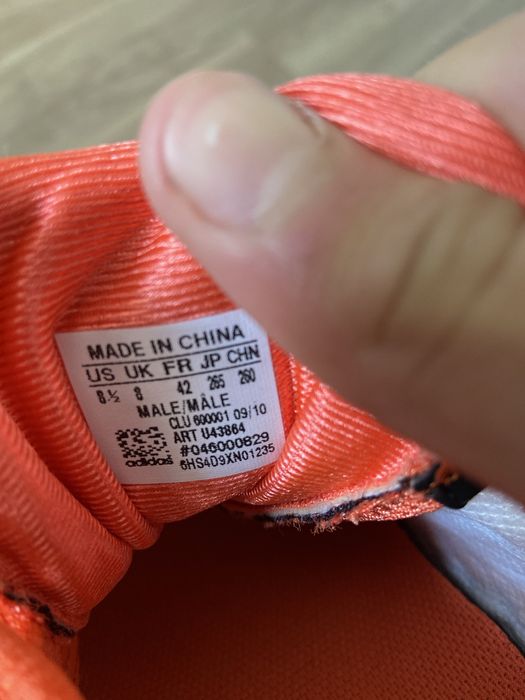 MADE IN CHINA
US UK FR JP CHN
8½ 8 42 265 260
MALE/MÂLE
CLU 600001 09/10
ART U43864
#046000829
adidas 6HS4D9XN01235